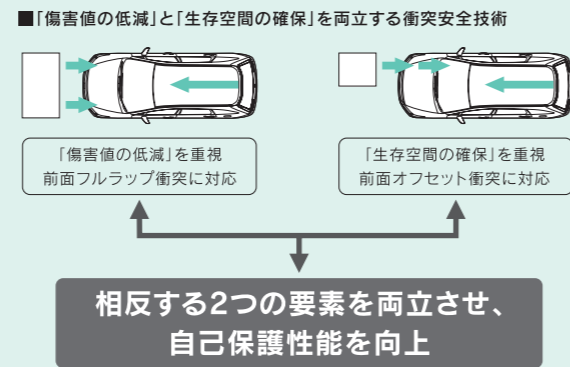 ■「傷害値の低減」と「生存空間の確保」を両立する衝突安全技術
「傷害値の低減」を重視
前面フルラップ衝突に対応
「生存空間の確保」を重視
前面オフセット衝突に対応
相反する2つの要素を両立させ、
自己保護性能を向上